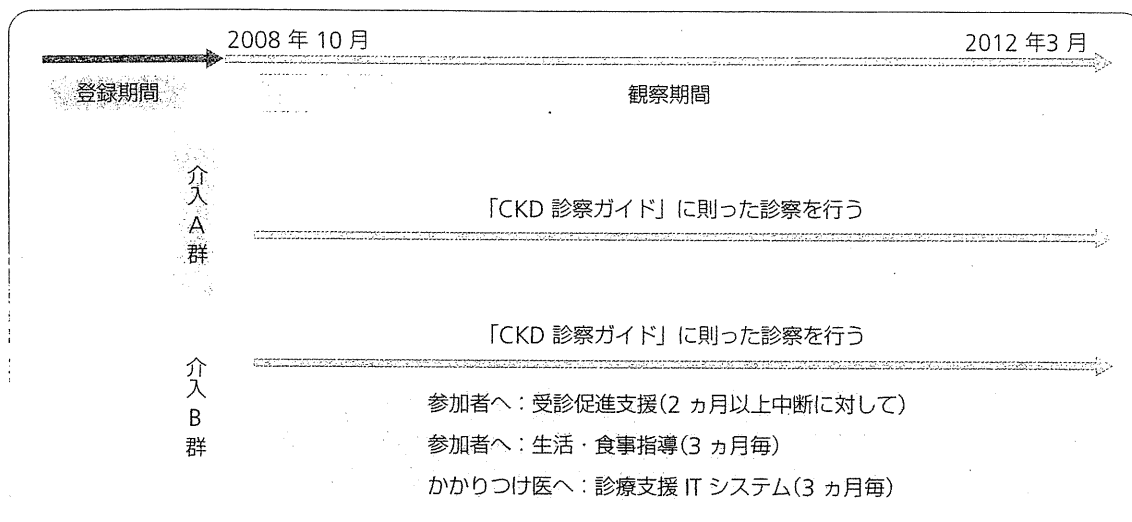 2008 年 10 月
2012 年3 月
登録期間
観察期間
介入 A 群
「CKD 診察ガイド」に則った診察を行う
介入 B 群
「CKD 診察ガイド」に則った診察を行う
参加者へ：受診促進支援(2 ヵ月以上中断に対して)
参加者へ：生活・食事指導(3 ヵ月毎)
かかりつけ医へ：診療支援 IT システム(3 ヵ月毎)